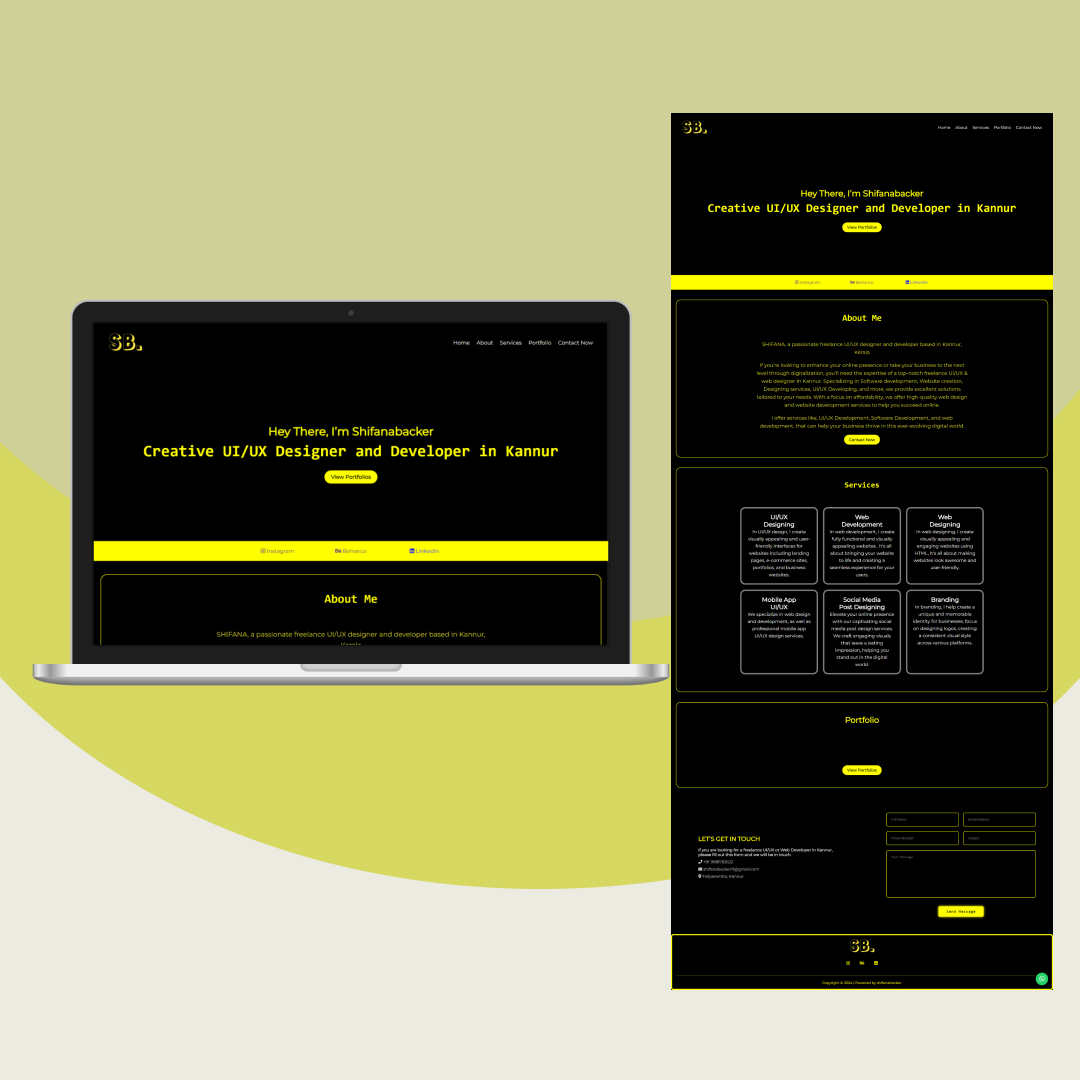 SB.
Home About Services Portfolio Contact Now
Hey There, I'm Shifanabacker
Creative UI/UX Designer and Developer in Kannur
View Portfolios
Instagram Behance LinkedIn
About Me
SHIFANA, a passionate freelance UI/UX designer and developer based in Kannur,
Kerala
SB.
Home About Services Portfolio Contact Now
Hey There, I'm Shifanabacker
Creative UI/UX Designer and Developer in Kannur
View Portfolios
Instagram Behance LinkedIn
About Me
SHIFANA, a passionate freelance UI/UX designer and developer based in Kannur,
Kerala
If you're looking to enhance your online presence or take your business to the next
level through digitalization, you'll need the expertise of a top-notch freelance UI/UX &
web designer in Kannur. Specializing in Software development, Website creation,
Designing services, UI/UX Developing, and more, we provide excellent solutions
tailored to your needs. With a focus on affordability, we offer high-quality web design
and website development services to help you succeed online.
I offer services like, UI/UX Development, Software Development, and web
development, that can help your business thrive in this ever-evolving digital world
Contact Now
Services
UI/UX
Designing
In UI/UX design, I create
visually appealing and user-
friendly interfaces for
websites including landing
pages, e-commerce sites,
portfolios, and business
websites.
Web
Development
In web development, I create
fully functional and visually
appealing websites . It's all
about bringing your website
to life and creating a
seamless experience for your
users.
Web
Designing
In web designing, I create
visually appealing and
engaging websites using
HTML, It's all about making
websites look awesome and
user-friendly.
Mobile App
UI/UX
We specialize in web design
and development, as well as
professional mobile app
UI/UX design services.
Social Media
Post Designing
Elevate your online presence
with our captivating social
media post design services.
We craft engaging visuals
that leave a lasting
impression, helping you
stand out in the digital
world.
Branding
In branding, I help create a
unique and memorable
identity for businesses. focus
on designing logos, creating
a consistent visual style
across various platforms.
Portfolio
View Portfolios
LET'S GET IN TOUCH
If you are looking for a freelance UI/UX or Web Developer in Kannur,
please fill out this form and we will be in touch.
Taliparamba, Kannur
Phone Number Subject
Your Message
Send Message
SB.
Copyright © 2024 | Powered by shifanabacker